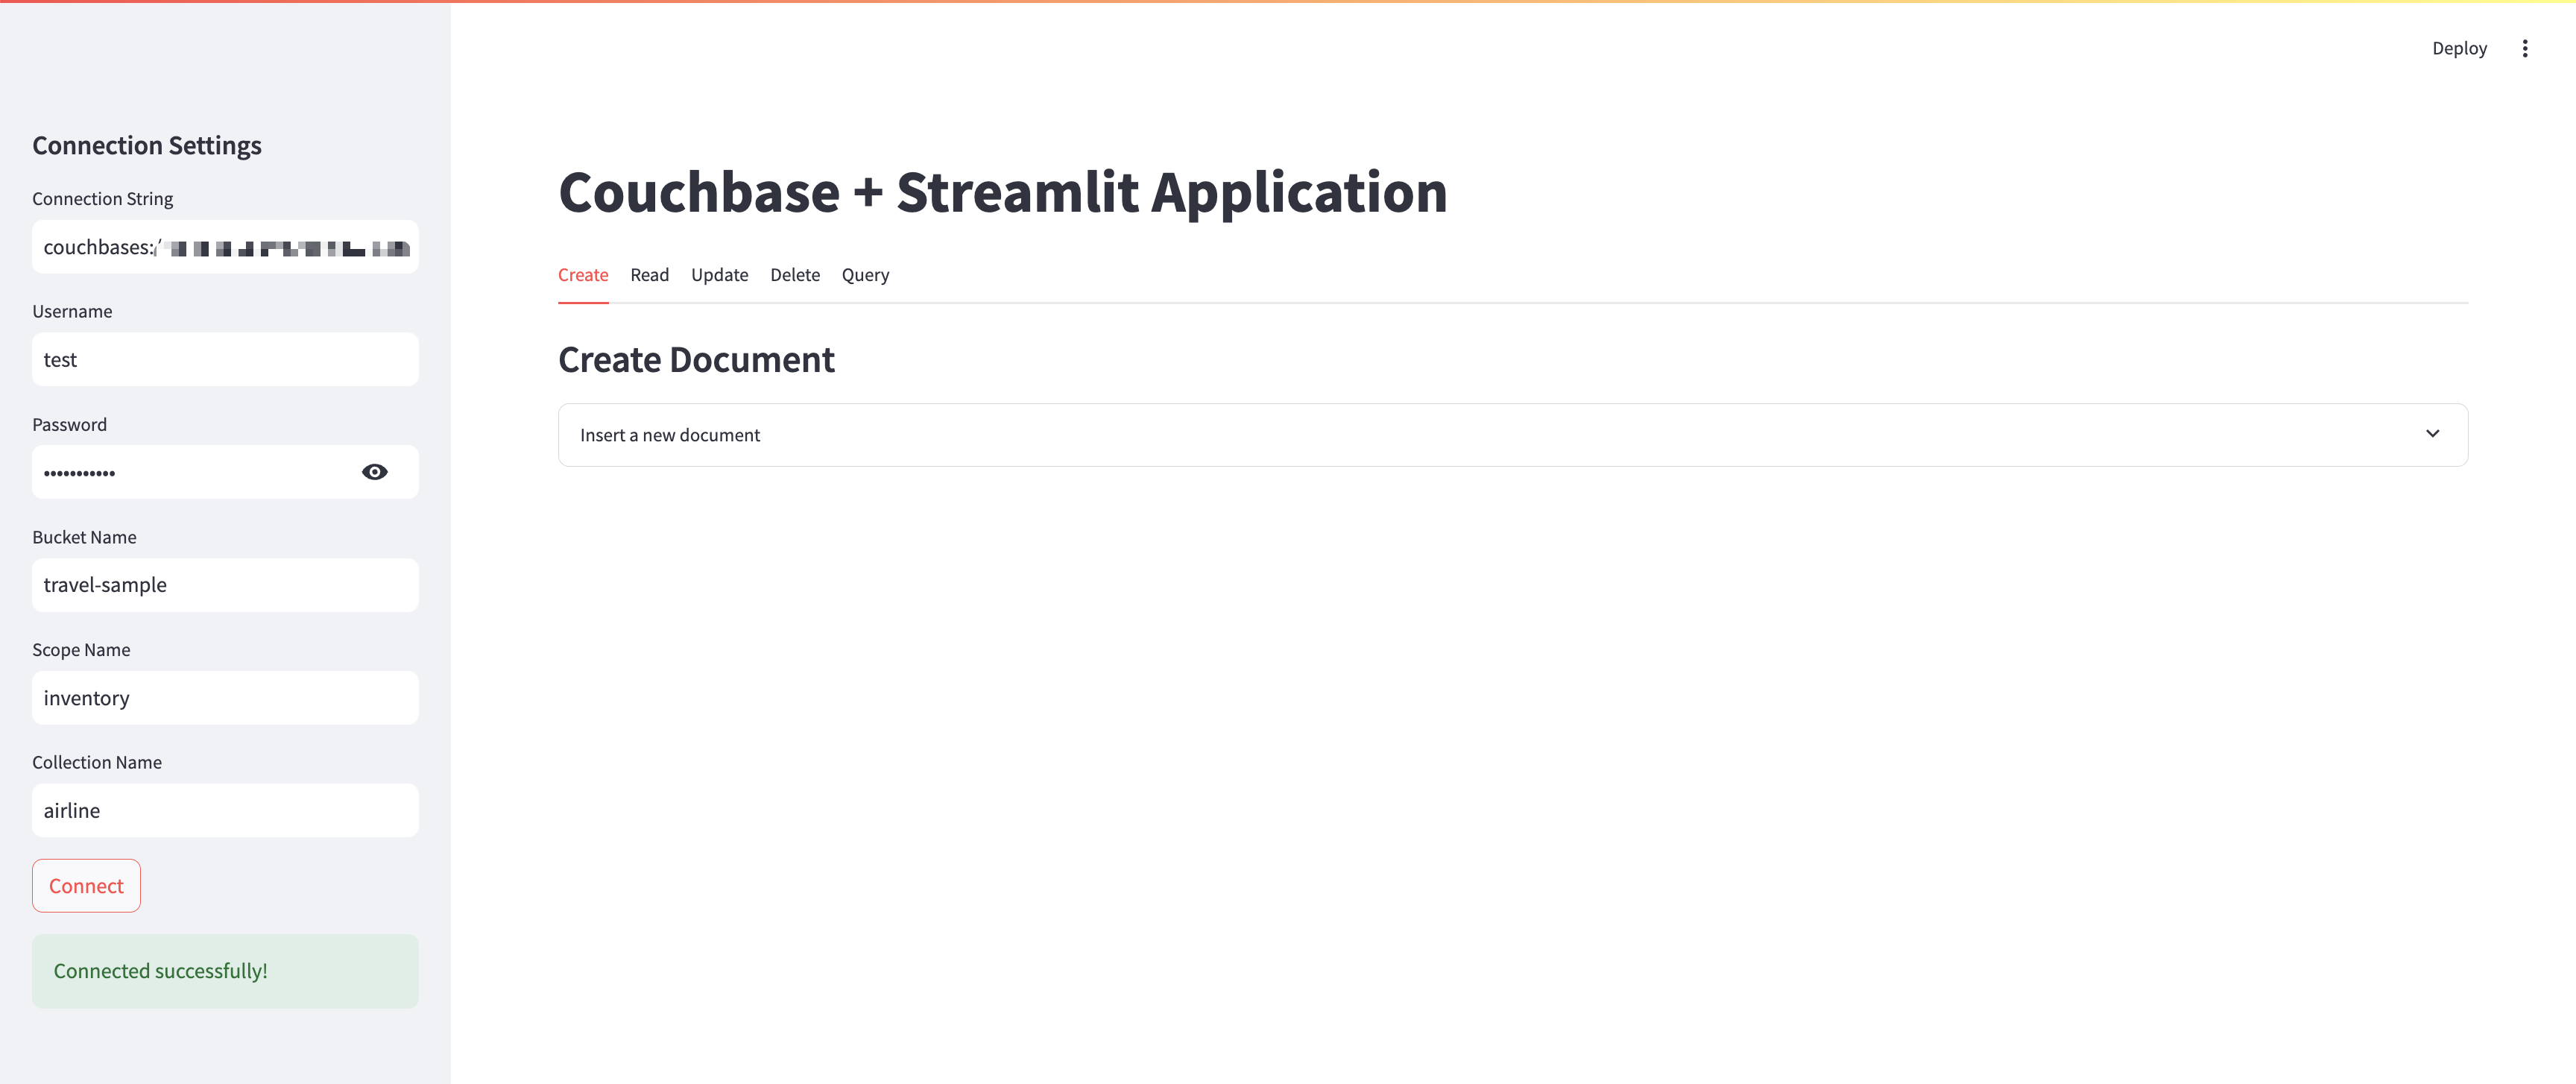 Deploy
Connection Settings
Connection String
couchbases:/
Username
test
Password
•••••••••••
Bucket Name
travel-sample
Scope Name
inventory
Collection Name
airline
Connect
Connected successfully!
Couchbase + Streamlit Application
Create Read Update Delete Query
Create Document
Insert a new document